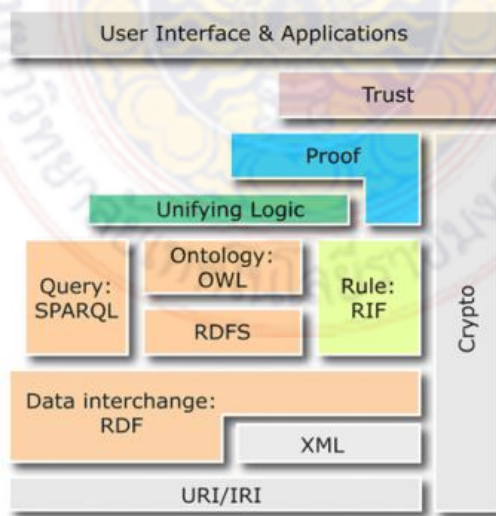 User Interface & Applications
Trust
Proof
Unifying Logic
Query:
SPARQL
Ontology:
OWL
RDFS
Rule:
RIF
Crypto
Data interchange:
RDF
XML
URI/IRI